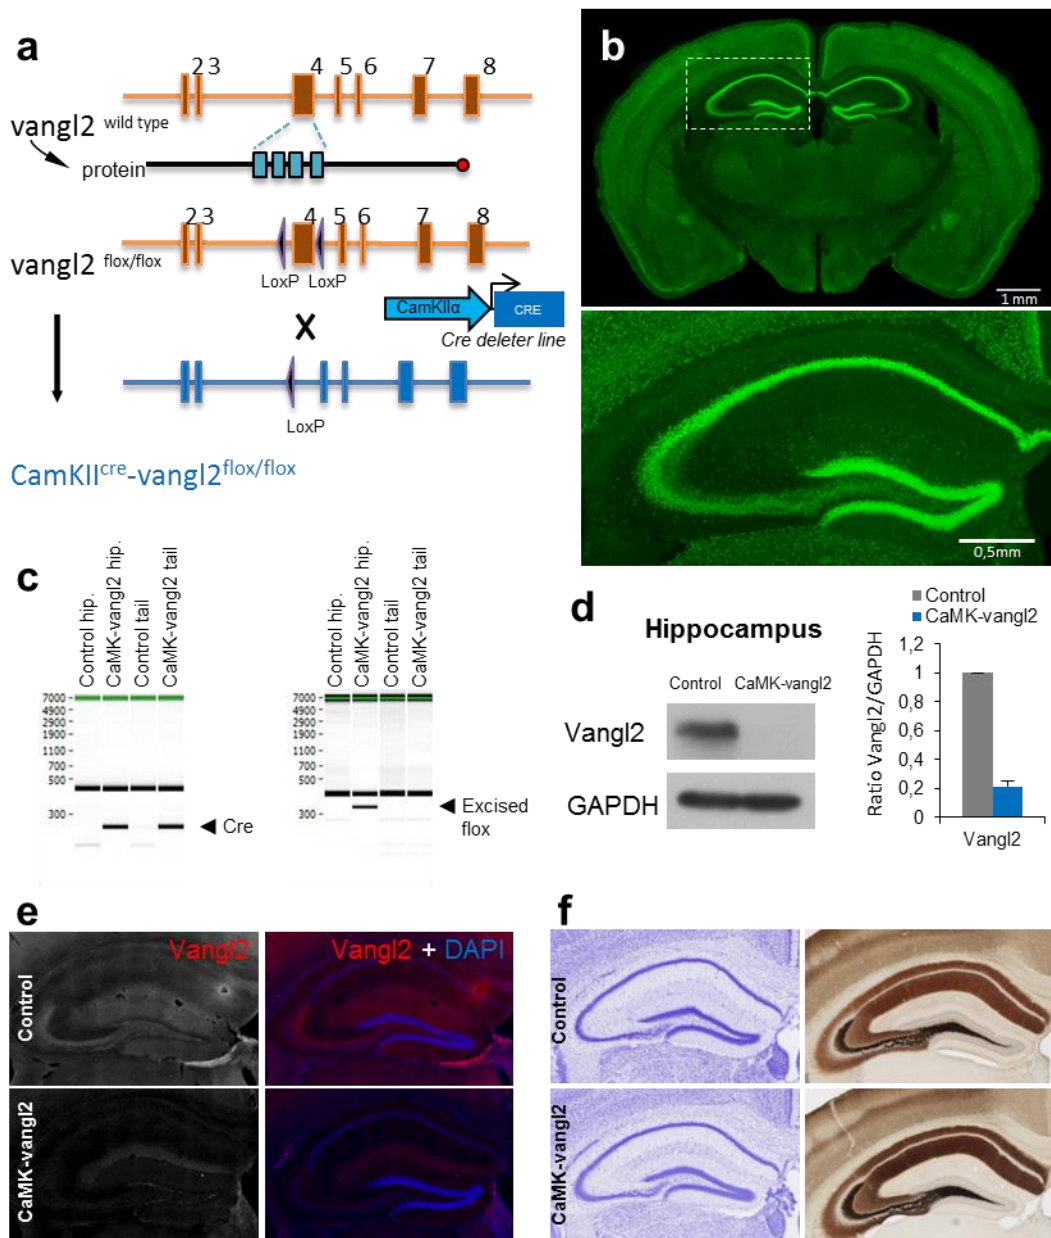 a
2 3 4 5 6 7 8
vangl2 wild type
protein
2 3 4 5 6 7 8
vangl2 flox/flox
LoxP LoxP
CamKIIα CRE
X
Cre deleter line
LoxP
CamKIIcre-vangl2flox/flox
b
1 mm
0,5mm
c
Control hip.
CaMK-vangl2 hip.
Control tail
CaMK-vangl2 tail
7000
4900
2900
1900
1100
700
500
300
Cre
Control hip.
CaMK-vangl2 hip.
Control tail
CaMK-vangl2 tail
7000
4900
2900
1900
1100
700
500
300
Excised
flox
d
Hippocampus
Control CaMK-vangl2
Vangl2
GAPDH
Control
CaMK-vangl2
Ratio Vangl2/GAPDH
1,2
1
0,8
0,6
0,4
0,2
0
Vangl2
e
Vangl2
Vangl2 + DAPI
Control
CaMK-vangl2
f
Control
CaMK-vangl2